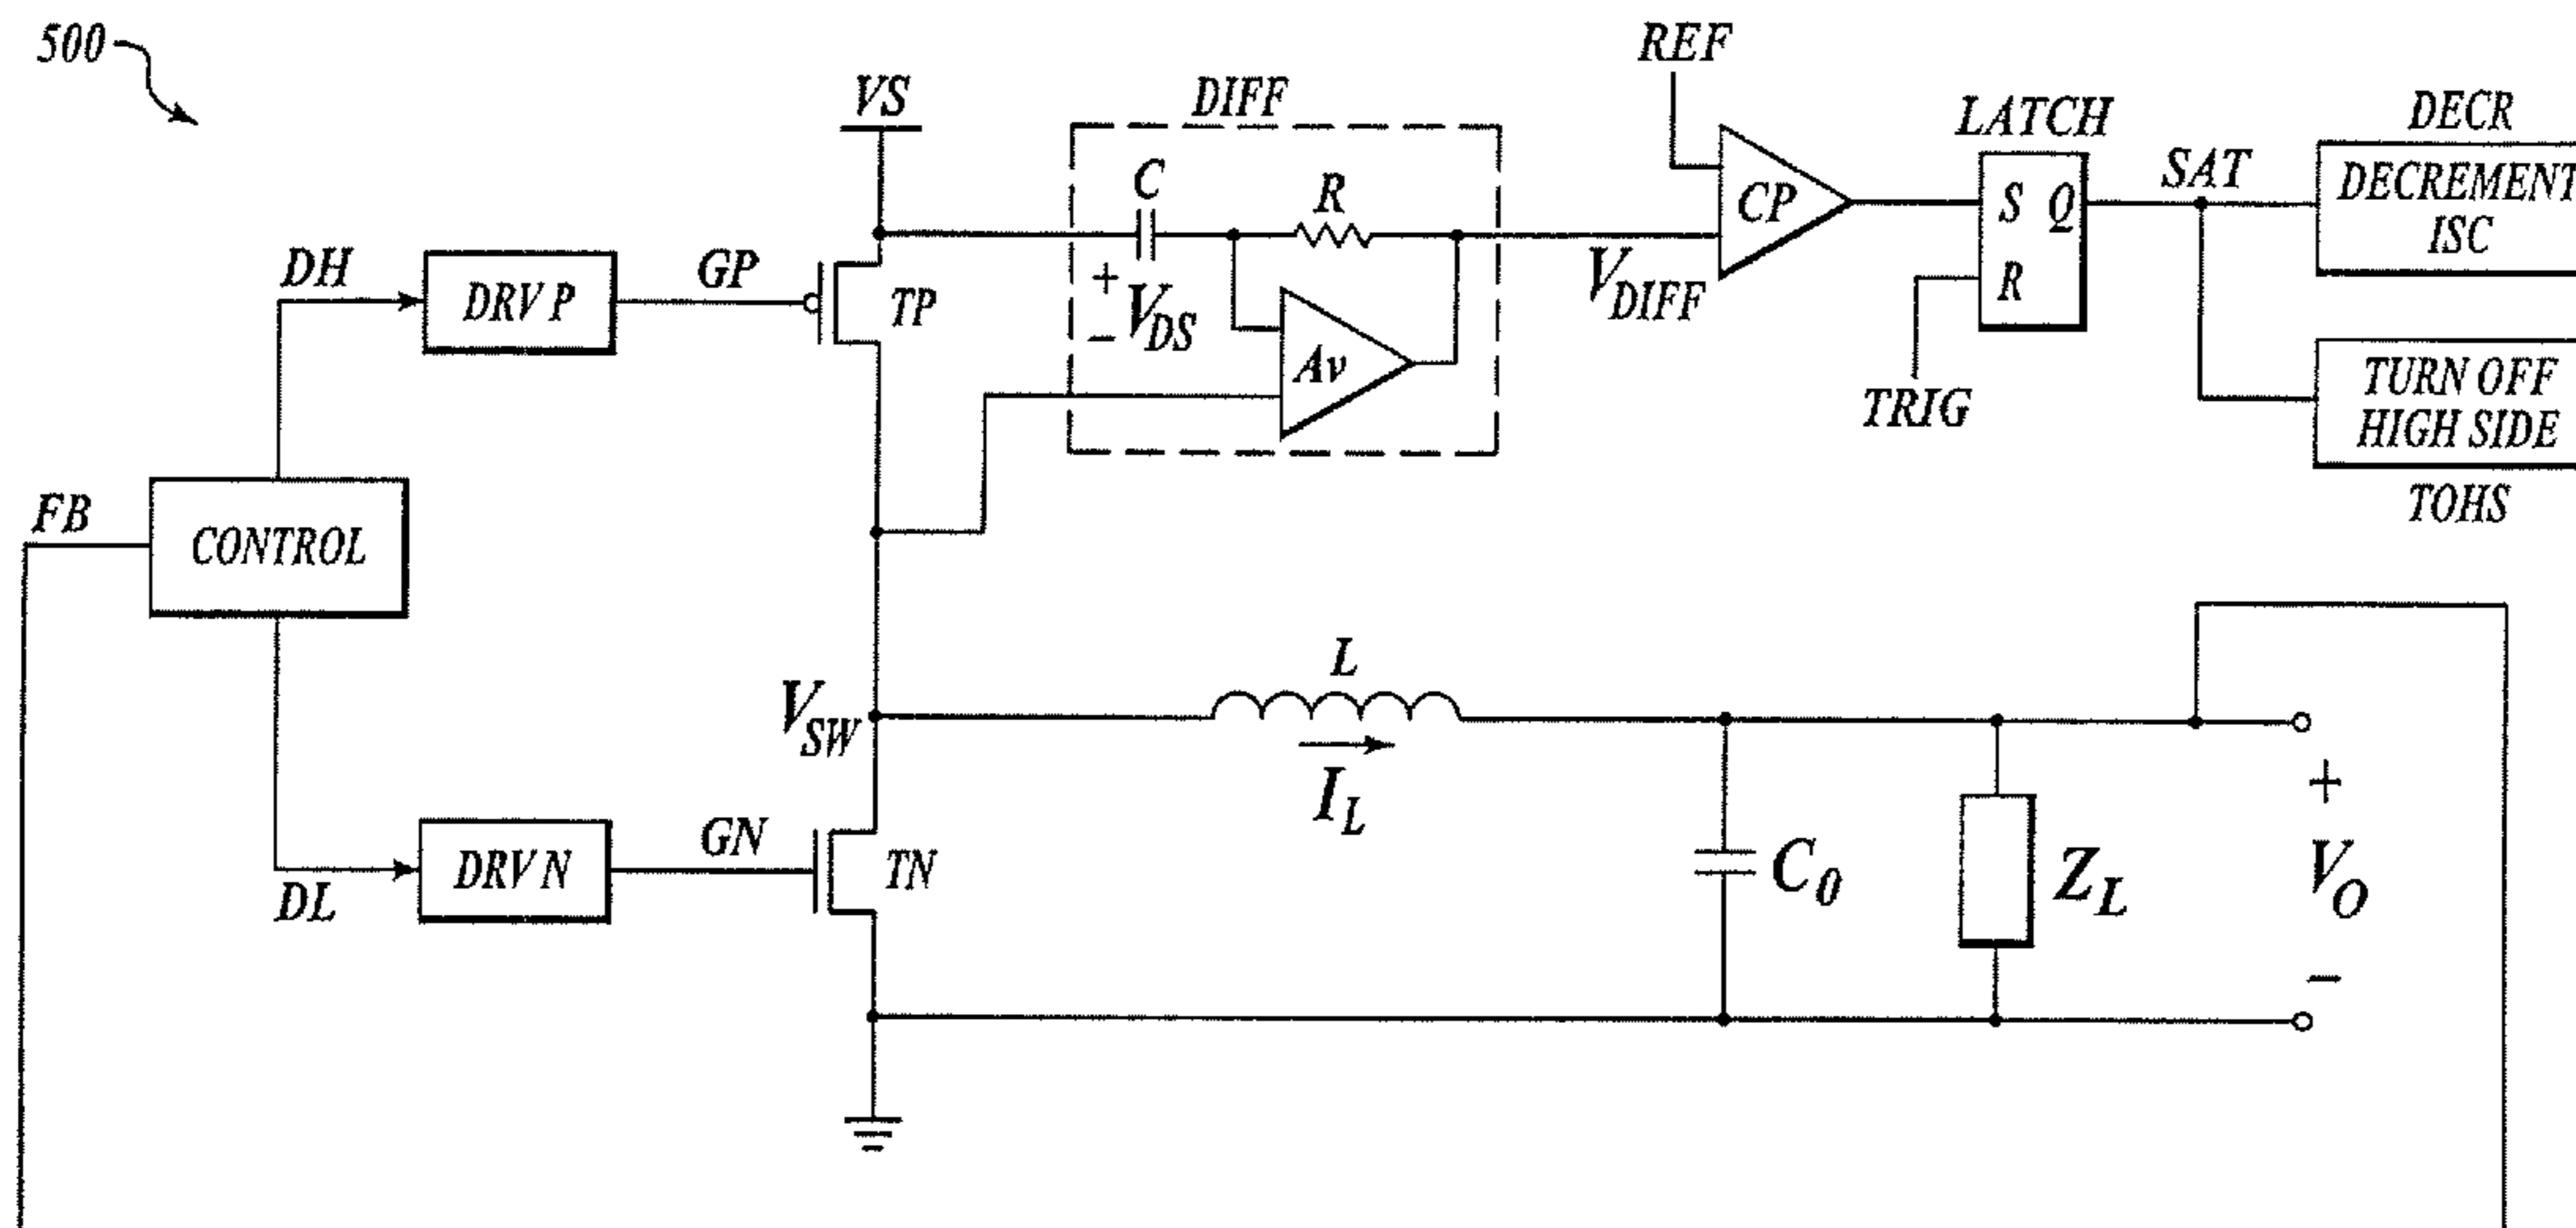 500
VS
DIFF
REF
LATCH
DECR
DECREMENT
ISC
C
R
CP
S Q
R
SAT
DH
DRV P
GP
TP
+
V_DS
−
Av
V_DIFF
TRIG
TURN OFF
HIGH SIDE
TOHS
FB
CONTROL
L
V_SW
I_L
DL
DRV N
GN
TN
C_0
Z_L
+
V_O
−